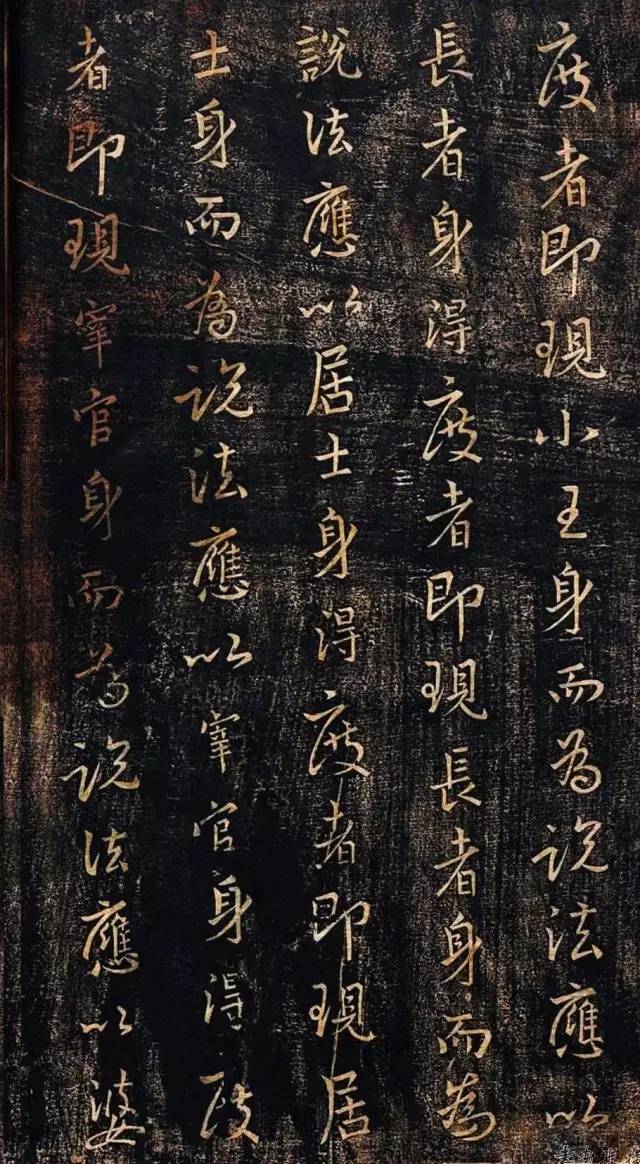 度者即現小王身而為說法應以
長者身得度者即現長者身而為
說法應以居士身得度者即現居
士身而為說法應以宰官身得度
者即現宰官身而為說法應以婆